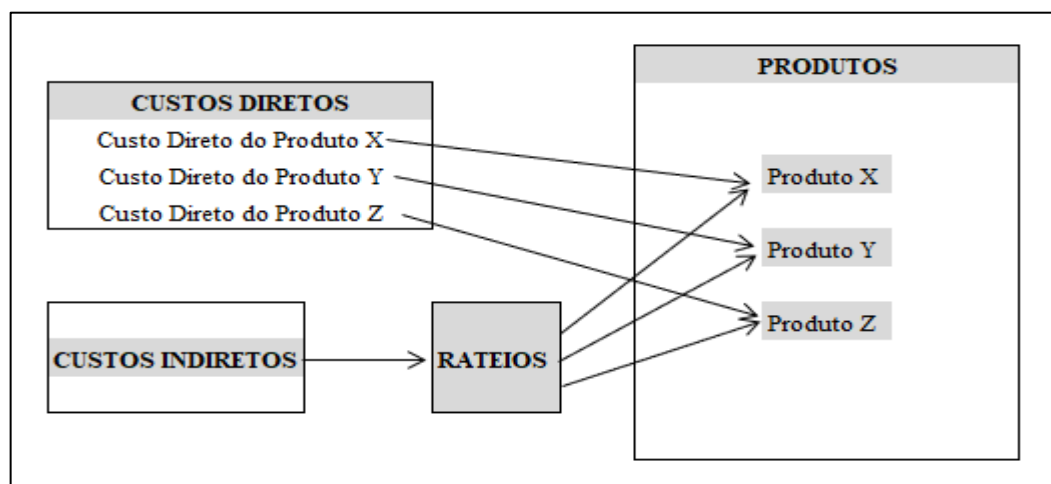 CUSTOS DIRETOS
Custo Direto do Produto X
Custo Direto do Produto Y
Custo Direto do Produto Z
CUSTOS INDIRETOS
RATEIOS
PRODUTOS
Produto X
Produto Y
Produto Z